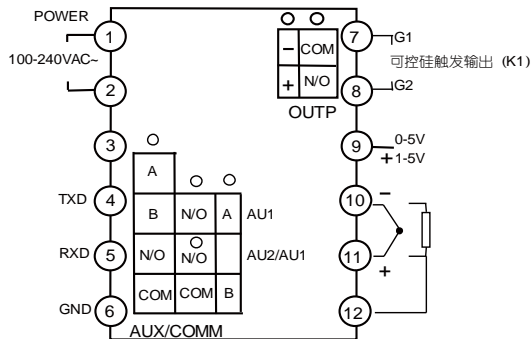 POWER
1
100-240VAC~
2
3
TXD 4
RXD 5
GND 6
− COM
+ N/O
OUTP
7 G1
可控硅触发输出 (K1)
8 G2
9 0-5V
+ 1-5V
10 −
11 +
12
A
B N/O A AU1
N/O N/O AU2/AU1
COM COM B
AUX/COMM